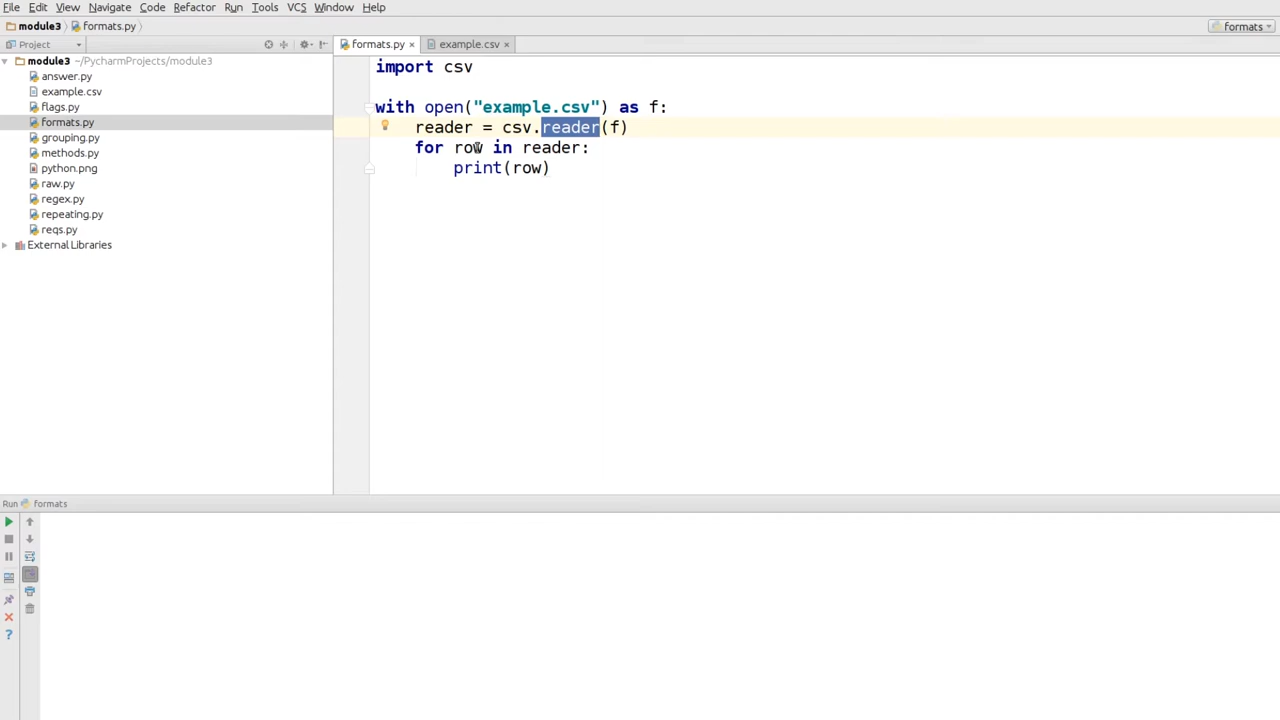 File Edit View Navigate Code Refactor Run Tools VCS Window Help
module3 formats.py formats
Project formats.py example.csv
module3 ~/PycharmProjects/module3
answer.py
example.csv
flags.py
formats.py
grouping.py
methods.py
python.png
raw.py
regex.py
repeating.py
reqs.py
External Libraries
import csv
with open("example.csv") as f:
reader = csv.reader(f)
for row in reader:
print(row)
Run formats